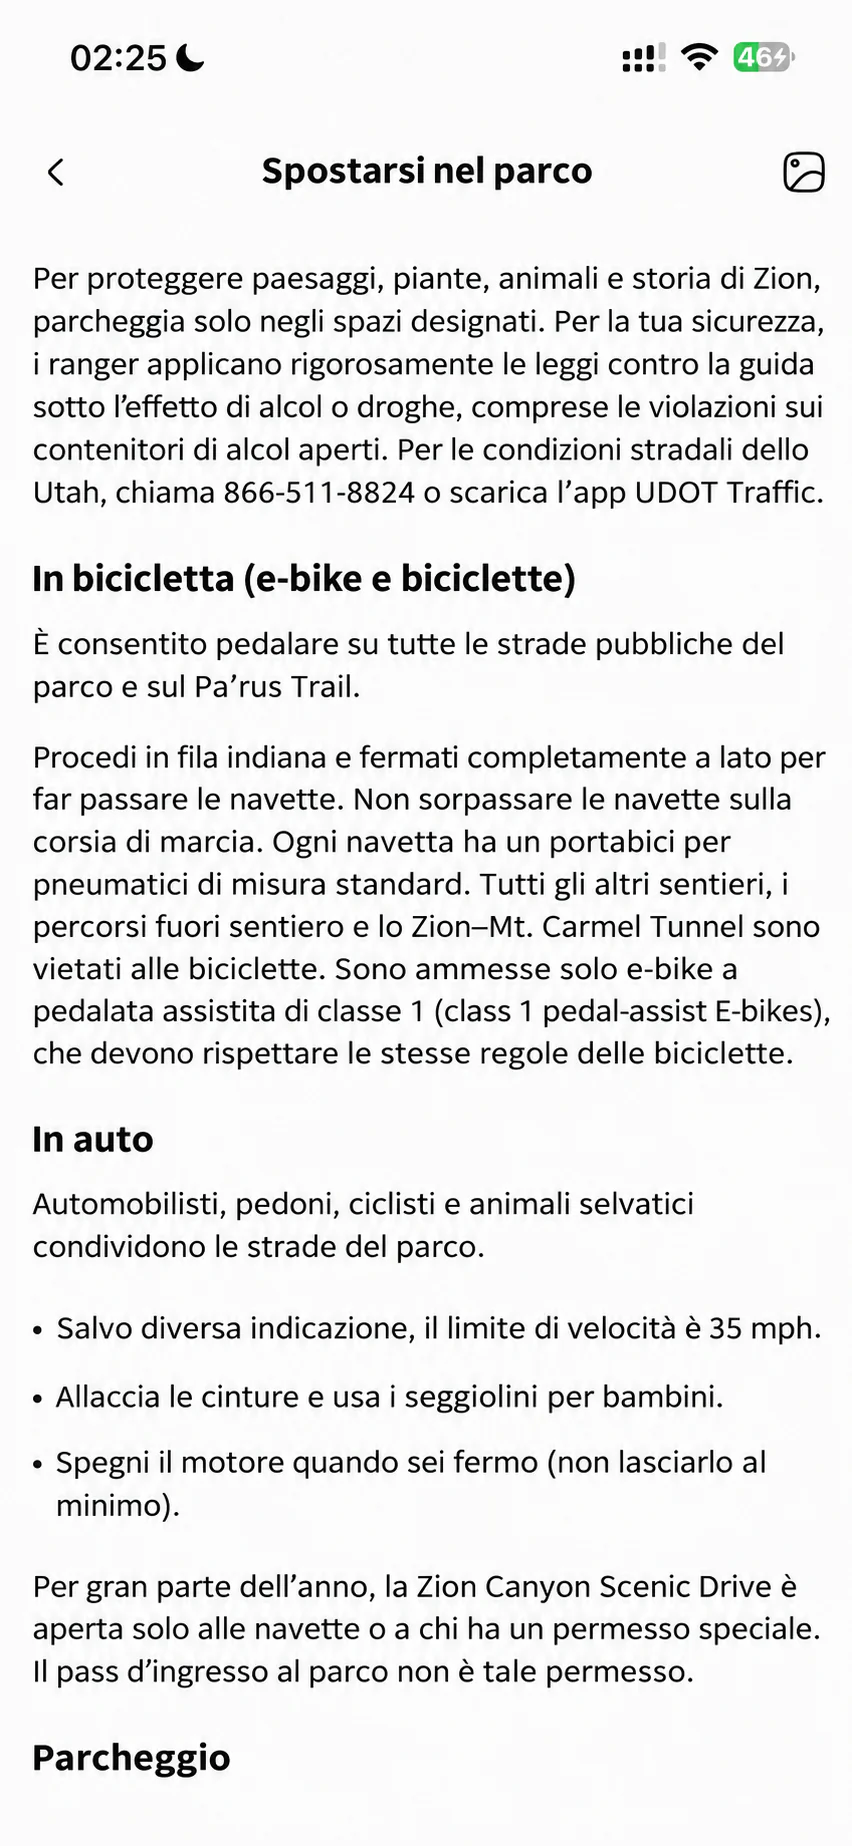 02:25
46
Spostarsi nel parco
Per proteggere paesaggi, piante, animali e storia di Zion,
parcheggia solo negli spazi designati. Per la tua sicurezza,
i ranger applicano rigorosamente le leggi contro la guida
sotto l’effetto di alcol o droghe, comprese le violazioni sui
contenitori di alcol aperti. Per le condizioni stradali dello
Utah, chiama 866-511-8824 o scarica l’app UDOT Traffic.
In bicicletta (e-bike e biciclette)
È consentito pedalare su tutte le strade pubbliche del
parco e sul Pa’rus Trail.
Procedi in fila indiana e fermati completamente a lato per
far passare le navette. Non sorpassare le navette sulla
corsia di marcia. Ogni navetta ha un portabici per
pneumatici di misura standard. Tutti gli altri sentieri, i
percorsi fuori sentiero e lo Zion–Mt. Carmel Tunnel sono
vietati alle biciclette. Sono ammesse solo e-bike a
pedalata assistita di classe 1 (class 1 pedal-assist E-bikes),
che devono rispettare le stesse regole delle biciclette.
In auto
Automobilisti, pedoni, ciclisti e animali selvatici
condividono le strade del parco.
• Salvo diversa indicazione, il limite di velocità è 35 mph.
• Allaccia le cinture e usa i seggiolini per bambini.
• Spegni il motore quando sei fermo (non lasciarlo al
minimo).
Per gran parte dell’anno, la Zion Canyon Scenic Drive è
aperta solo alle navette o a chi ha un permesso speciale.
Il pass d’ingresso al parco non è tale permesso.
Parcheggio